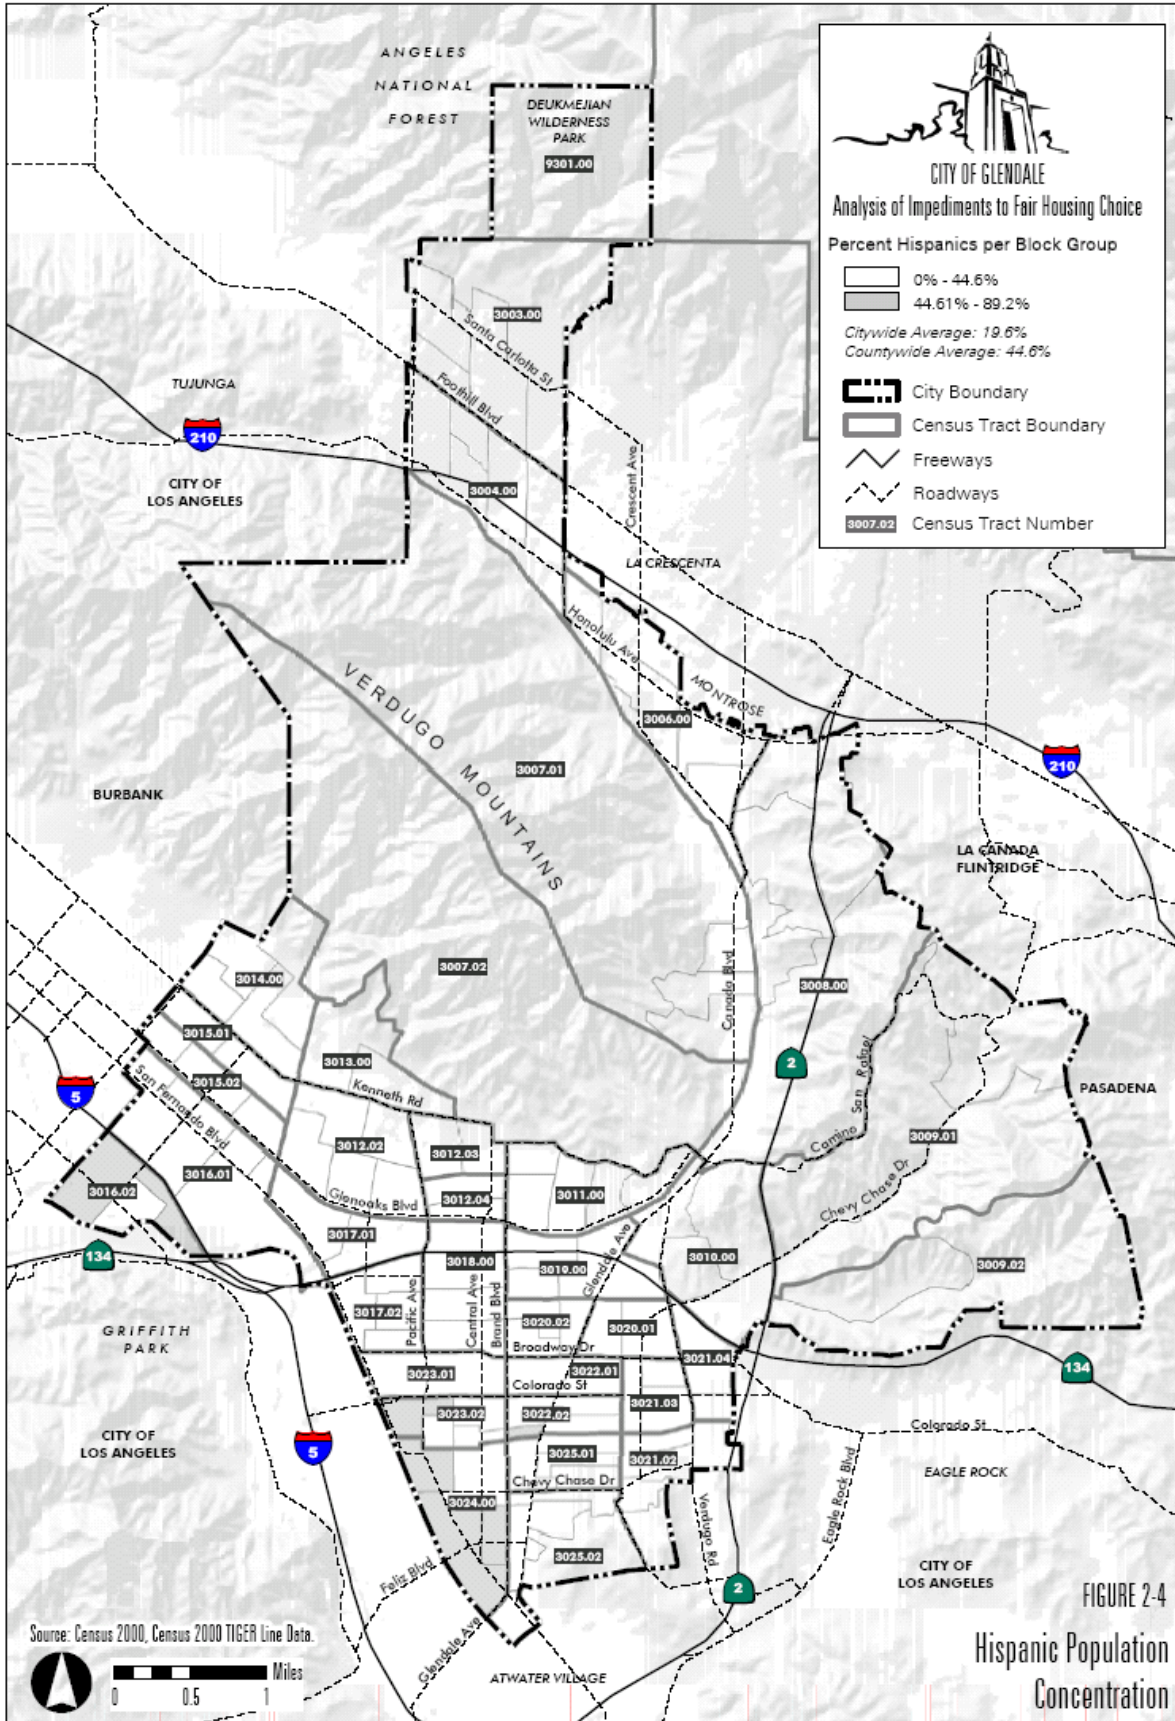 ANGELES
NATIONAL
FOREST
DEUKMEJIAN
WILDERNESS
PARK
9301.00
CITY OF GLENDALE
Analysis of Impediments to Fair Housing Choice
Percent Hispanics per Block Group
0% - 44.6%
44.61% - 89.2%
Citywide Average: 19.6%
Countywide Average: 44.6%
City Boundary
Census Tract Boundary
Freeways
Roadways
3007.02 Census Tract Number
3003.00
Santa Carlotta St
TUJUNGA
Foothill Blvd
210
CITY OF
LOS ANGELES
3004.00
Crescent Ave
LA CRESCENTA
Honolulu Ave
VERDUGO MOUNTAINS
MONTROSE
3006.00
3007.01
210
BURBANK
LA CAÑADA
FLINTRIDGE
3014.00
3007.02
Canada Blvd
3008.00
3015.01
3013.00
2
Camino San Rafael
San Fernando Blvd
3015.02
Kenneth Rd
5
PASADENA
3012.02
3012.03
3009.01
3016.01
3016.02
Glenoaks Blvd
3012.04
3011.00
Chevy Chase Dr
3017.01
Glendale Ave
134
3018.00
3019.00
3010.00
3009.02
3017.02
Pacific Ave
Central Ave
Brand Blvd
3020.02
3020.01
GRIFFITH
PARK
Broadway Dr
3021.04
134
3023.01
3022.01
Colorado St
3021.03
3023.02
3022.02
Colorado St
CITY OF
LOS ANGELES
5
3025.01
3021.02
Eagle Rock Blvd
EAGLE ROCK
Chevy Chase Dr
3024.00
Verdugo Rd
3025.02
Feliz Blvd
2
CITY OF
LOS ANGELES
FIGURE 2-4
Glendale Ave
Source: Census 2000, Census 2000 TIGER Line Data.
Hispanic Population
Concentration
ATWATER VILLAGE
Miles
0 0.5 1